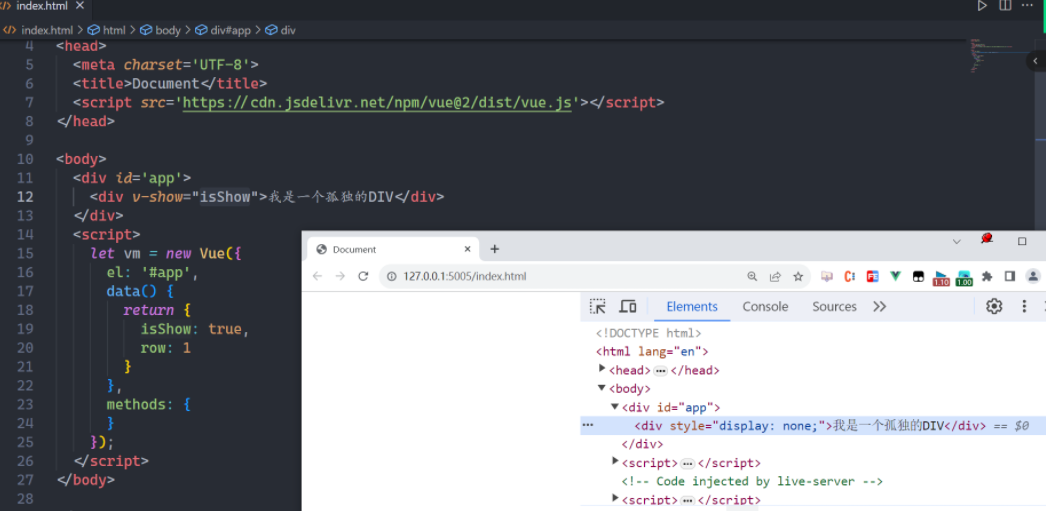 index.html
index.html > html > body > div#app > div
4 <head>
5 <meta charset='UTF-8'>
6 <title>Document</title>
7 <script src='https://cdn.jsdelivr.net/npm/vue@2/dist/vue.js'></script>
8 </head>
9
10 <body>
11 <div id='app'>
12 <div v-show="isShow">我是一个孤独的DIV</div>
13 </div>
14 <script>
15 let vm = new Vue({
16 el: '#app',
17 data() {
18 return {
19 isShow: true,
20 row: 1
21 }
22 },
23 methods: {
24 }
25 });
26 </script>
27 </body>
28
Document
127.0.0.1:5005/index.html
1.10
1.00
Elements Console Sources
<!DOCTYPE html>
<html lang="en">
<head> ••• </head>
<body>
<div id="app">
<div style="display: none;">我是一个孤独的DIV</div> == $0
</div>
<script> ••• </script>
<!-- Code injected by live-server -->
<script> ••• </script>